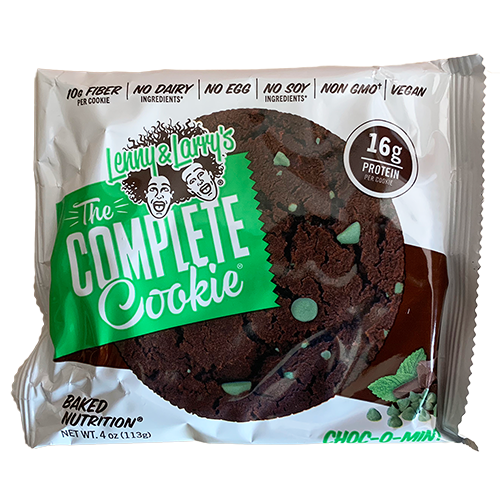 10g FIBER PER COOKIE | NO DAIRY INGREDIENTS* | NO EGG | NO SOY INGREDIENTS* | NON GMO† | VEGAN
16g
PROTEIN
PER COOKIE
Lenny & Larry's
The
COMPLETE
Cookie®
BAKED
NUTRITION®
NET WT. 4 oz (113g)
CHOC-O-MINT